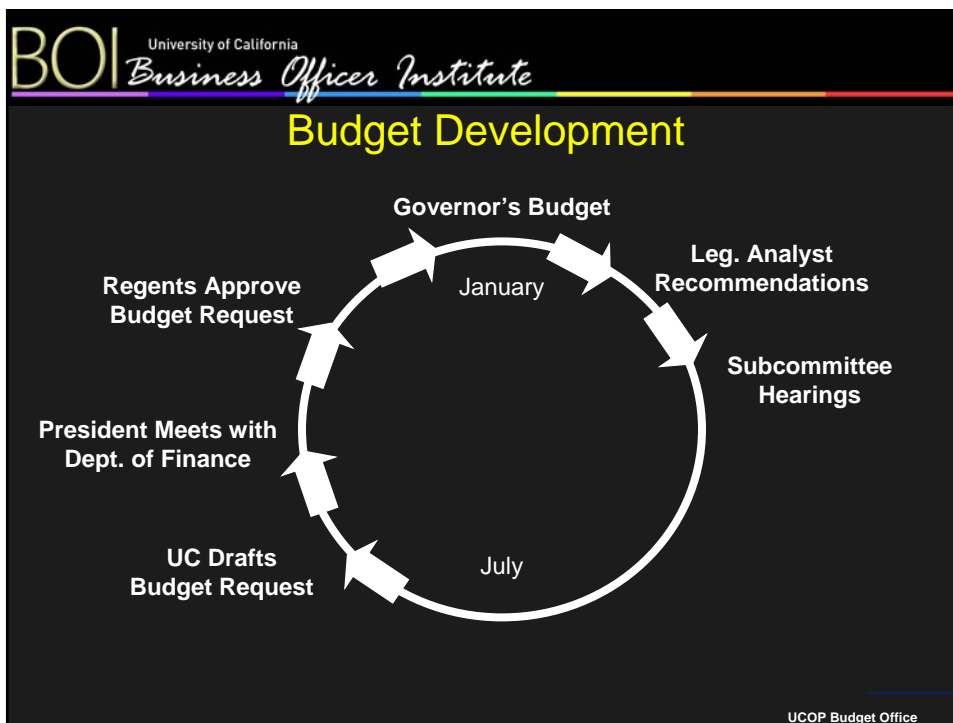 BOI
University of California
Business Officer Institute
Budget Development
Governor's Budget
Leg. Analyst
Recommendations
January
Regents Approve
Budget Request
Subcommittee
Hearings
President Meets with
Dept. of Finance
UC Drafts
Budget Request
July
UCOP Budget Office